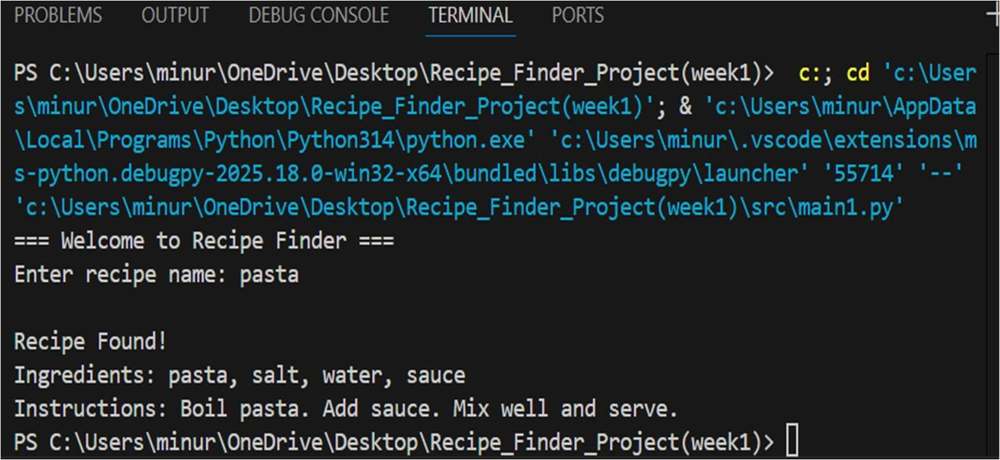 PROBLEMS OUTPUT DEBUG CONSOLE TERMINAL PORTS
PS C:\Users\minur\OneDrive\Desktop\Recipe_Finder_Project(week1)>  c:; cd 'c:\User
s\minur\OneDrive\Desktop\Recipe_Finder_Project(week1)'; & 'c:\Users\minur\AppData
\Local\Programs\Python\Python314\python.exe' 'c:\Users\minur\.vscode\extensions\m
s-python.debugpy-2025.18.0-win32-x64\bundled\libs\debugpy\launcher' '55714' '--'
'c:\Users\minur\OneDrive\Desktop\Recipe_Finder_Project(week1)\src\main1.py'
=== Welcome to Recipe Finder ===
Enter recipe name: pasta
Recipe Found!
Ingredients: pasta, salt, water, sauce
Instructions: Boil pasta. Add sauce. Mix well and serve.
PS C:\Users\minur\OneDrive\Desktop\Recipe_Finder_Project(week1)>